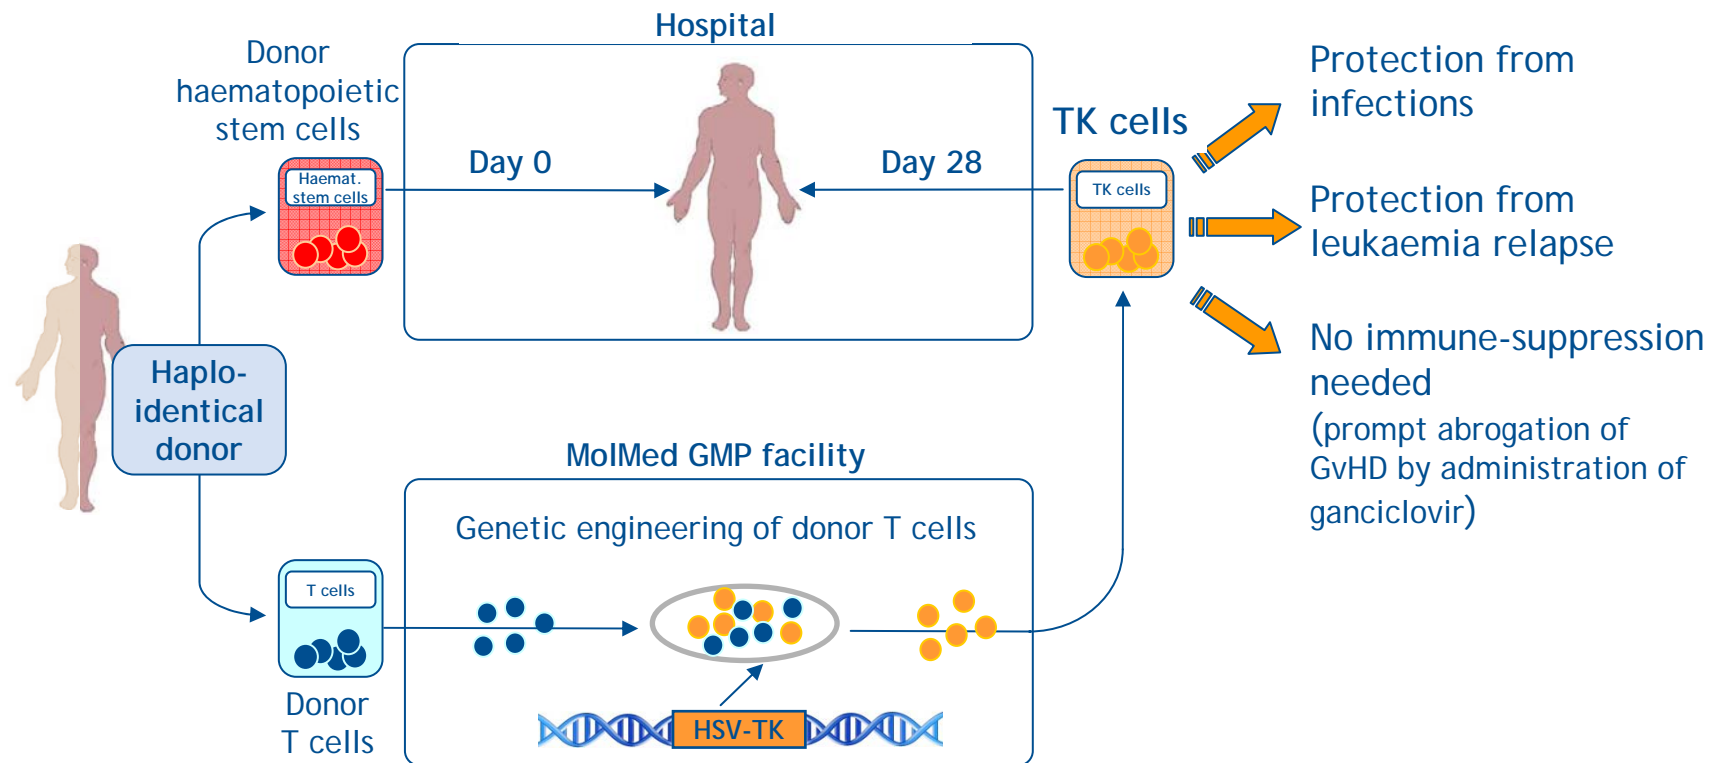 Hospital
Donor
haematopoietic
stem cells
Haemat.
stem cells
Day 0
Day 28
TK cells
TK cells
Protection from
infections
Protection from
leukaemia relapse
No immune-suppression
needed
(prompt abrogation of
GvHD by administration of
ganciclovir)
Haplo-
identical
donor
MolMed GMP facility
Genetic engineering of donor T cells
T cells
Donor
T cells
HSV-TK